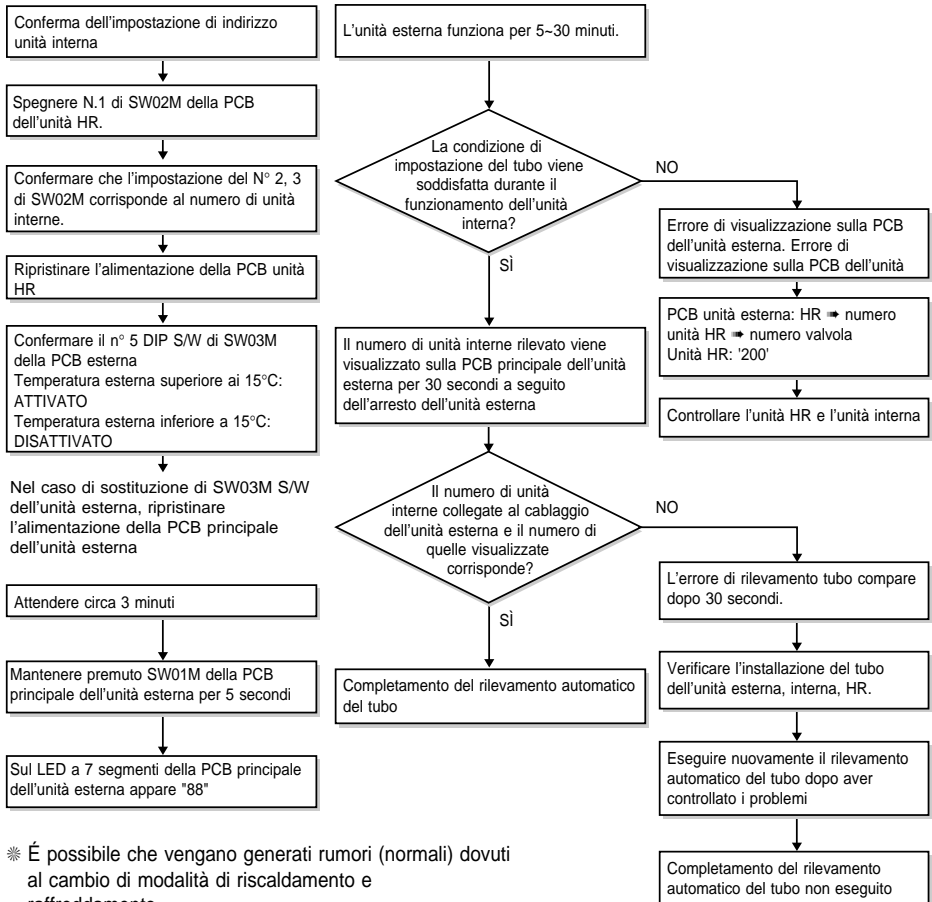 Conferma dell'impostazione di indirizzo
unità interna
Spegnere N.1 di SW02M della PCB
dell'unità HR.
Confermare che l'impostazione del N° 2, 3
di SW02M corrisponde al numero di unità
interne.
Ripristinare l'alimentazione della PCB unità
HR
Confermare il n° 5 DIP S/W di SW03M
della PCB esterna
Temperatura esterna superiore ai 15°C:
ATTIVATO
Temperatura esterna inferiore a 15°C:
DISATTIVATO
Nel caso di sostituzione di SW03M S/W
dell'unità esterna, ripristinare
l'alimentazione della PCB principale
dell'unità esterna
Attendere circa 3 minuti
Mantenere premuto SW01M della PCB
principale dell'unità esterna per 5 secondi
Sul LED a 7 segmenti della PCB principale
dell'unità esterna appare "88"
L'unità esterna funziona per 5~30 minuti.
La condizione di
impostazione del tubo viene
soddisfatta durante il
funzionamento dell'unità
interna?
NO
SÌ
Errore di visualizzazione sulla PCB
dell'unità esterna. Errore di
visualizzazione sulla PCB dell'unità
PCB unità esterna: HR ➠ numero
unità HR ➠ numero valvola
Unità HR: '200'
Controllare l'unità HR e l'unità interna
Il numero di unità interne rilevato viene
visualizzato sulla PCB principale dell'unità
esterna per 30 secondi a seguito
dell'arresto dell'unità esterna
Il numero di unità
interne collegate al cablaggio
dell'unità esterna e il numero di
quelle visualizzate
corrisponde?
NO
SÌ
Completamento del rilevamento automatico
del tubo
L'errore di rilevamento tubo compare
dopo 30 secondi.
Verificare l'installazione del tubo
dell'unità esterna, interna, HR.
Eseguire nuovamente il rilevamento
automatico del tubo dopo aver
controllato i problemi
Completamento del rilevamento
automatico del tubo non eseguito
❊ É possibile che vengano generati rumori (normali) dovuti
al cambio di modalità di riscaldamento e